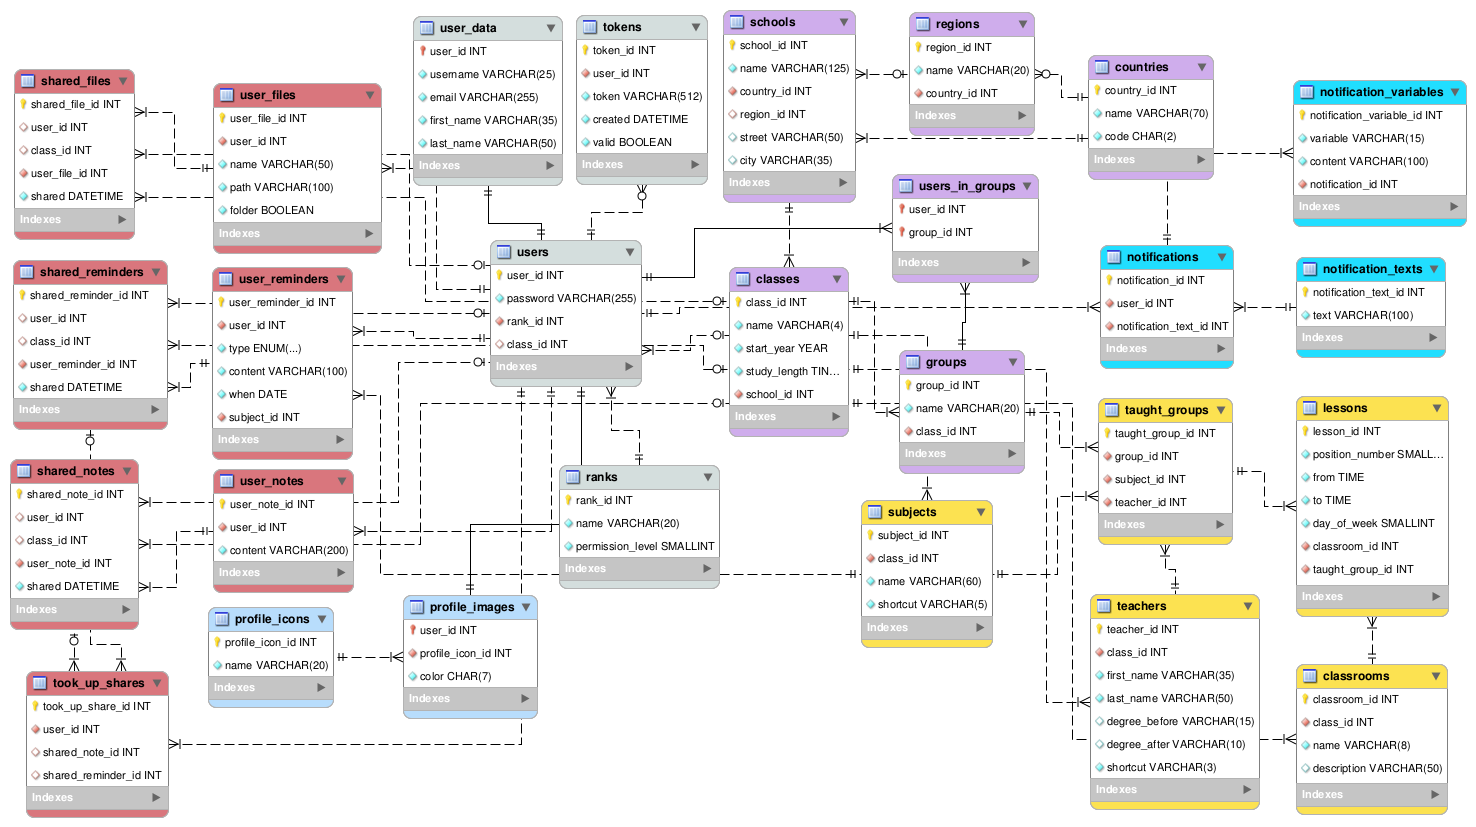 shared_files
shared_file_id INT
user_id INT
class_id INT
user_file_id INT
shared DATETIME
Indexes
user_files
user_file_id INT
user_id INT
name VARCHAR(50)
path VARCHAR(100)
folder BOOLEAN
Indexes
user_data
user_id INT
username VARCHAR(25)
email VARCHAR(255)
first_name VARCHAR(35)
last_name VARCHAR(50)
Indexes
tokens
token_id INT
user_id INT
token VARCHAR(512)
created DATETIME
valid BOOLEAN
Indexes
schools
school_id INT
name VARCHAR(125)
country_id INT
region_id INT
street VARCHAR(50)
city VARCHAR(35)
Indexes
regions
region_id INT
name VARCHAR(20)
country_id INT
Indexes
countries
country_id INT
name VARCHAR(70)
code CHAR(2)
Indexes
notification_variables
notification_variable_id INT
variable VARCHAR(15)
content VARCHAR(100)
notification_id INT
Indexes
users_in_groups
user_id INT
group_id INT
Indexes
shared_reminders
shared_reminder_id INT
user_id INT
class_id INT
user_reminder_id INT
shared DATETIME
Indexes
user_reminders
user_reminder_id INT
user_id INT
type ENUM(...)
content VARCHAR(100)
when DATE
subject_id INT
Indexes
users
user_id INT
password VARCHAR(255)
rank_id INT
class_id INT
Indexes
classes
class_id INT
name VARCHAR(4)
start_year YEAR
study_length TIN...
school_id INT
Indexes
notifications
notification_id INT
user_id INT
notification_text_id INT
Indexes
notification_texts
notification_text_id INT
text VARCHAR(100)
Indexes
groups
group_id INT
name VARCHAR(20)
class_id INT
Indexes
taught_groups
taught_group_id INT
group_id INT
subject_id INT
teacher_id INT
Indexes
lessons
lesson_id INT
position_number SMALL...
from TIME
to TIME
day_of_week SMALLINT
classroom_id INT
taught_group_id INT
Indexes
shared_notes
shared_note_id INT
user_id INT
class_id INT
user_note_id INT
shared DATETIME
Indexes
user_notes
user_note_id INT
user_id INT
content VARCHAR(200)
Indexes
ranks
rank_id INT
name VARCHAR(20)
permission_level SMALLINT
Indexes
subjects
subject_id INT
class_id INT
name VARCHAR(60)
shortcut VARCHAR(5)
Indexes
profile_icons
profile_icon_id INT
name VARCHAR(20)
Indexes
profile_images
user_id INT
profile_icon_id INT
color CHAR(7)
Indexes
teachers
teacher_id INT
class_id INT
first_name VARCHAR(35)
last_name VARCHAR(50)
degree_before VARCHAR(15)
degree_after VARCHAR(10)
shortcut VARCHAR(3)
Indexes
classrooms
classroom_id INT
class_id INT
name VARCHAR(8)
description VARCHAR(50)
Indexes
took_up_shares
took_up_share_id INT
user_id INT
shared_note_id INT
shared_reminder_id INT
Indexes